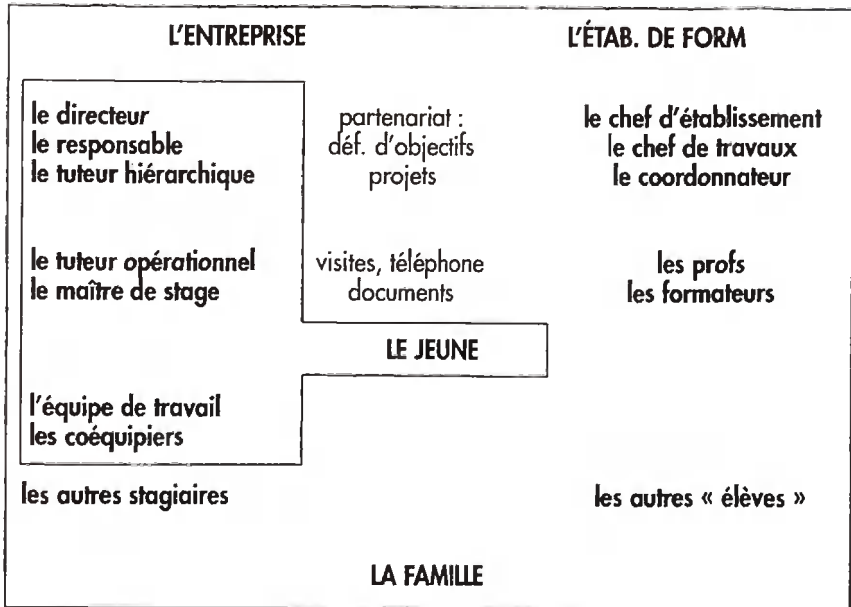 L'ENTREPRISE
L'ÉTAB. DE FORM
le directeur
le responsable
le tuteur hiérarchique
partenariat :
déf. d'objectifs
projets
le chef d'établissement
le chef de travaux
le coordonnateur
le tuteur opérationnel
le maître de stage
visites, téléphone
documents
les profs
les formateurs
LE JEUNE
l'équipe de travail
les coéquipiers
les autres stagiaires
les autres « élèves »
LA FAMILLE